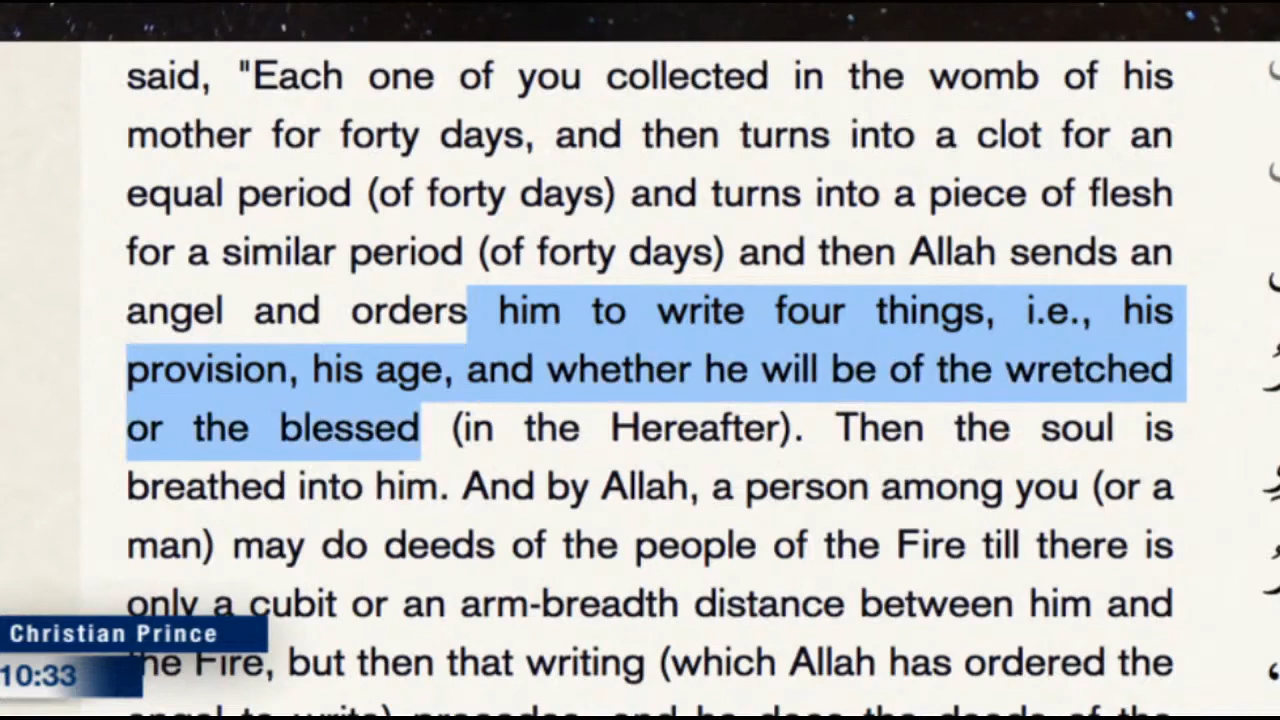 said, "Each one of you collected in the womb of his
mother for forty days, and then turns into a clot for an
equal period (of forty days) and turns into a piece of flesh
for a similar period (of forty days) and then Allah sends an
angel and orders him to write four things, i.e., his
provision, his age, and whether he will be of the wretched
or the blessed (in the Hereafter). Then the soul is
breathed into him. And by Allah, a person among you (or a
man) may do deeds of the people of the Fire till there is
only a cubit or an arm-breadth distance between him and
the Fire, but then that writing (which Allah has ordered the
Christian Prince
10:33